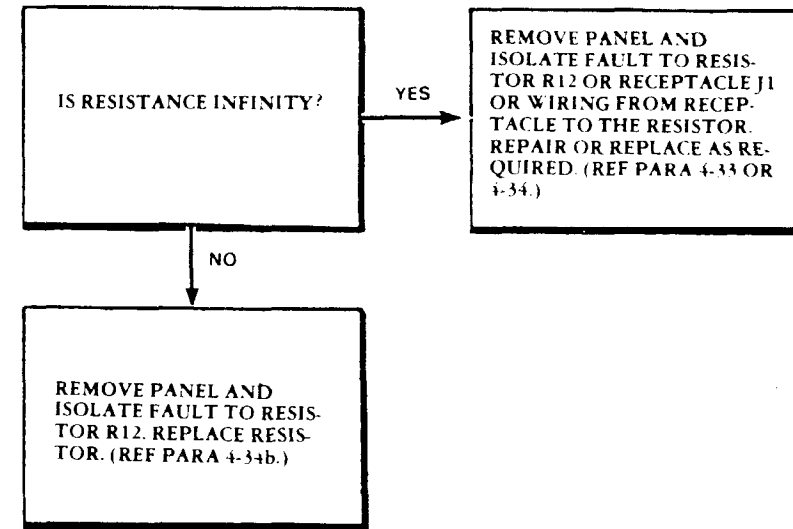 IS RESISTANCE INFINITY?
YES
REMOVE PANEL AND
ISOLATE FAULT TO RESIS-
TOR R12 OR RECEPTACLE J1
OR WIRING FROM RECEP-
TACLE TO THE RESISTOR.
REPAIR OR REPLACE AS RE-
QUIRED. (REF PARA 4-33 OR
4-34.)
NO
REMOVE PANEL AND
ISOLATE FAULT TO RESIS-
TOR R12. REPLACE RESIS-
TOR. (REF PARA 4-34b.)